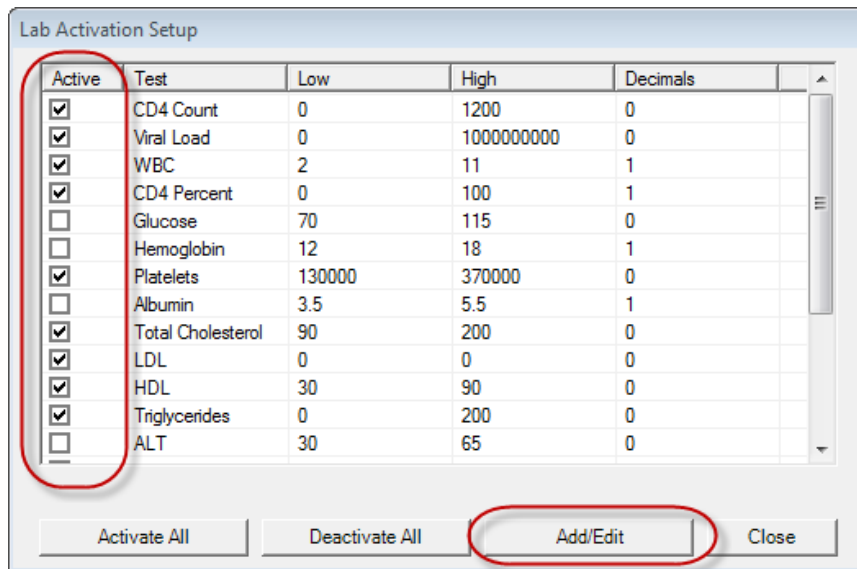 Lab Activation Setup
Active Test Low High Decimals
CD4 Count 0 1200 0
Viral Load 0 1000000000 0
WBC 2 11 1
CD4 Percent 0 100 1
Glucose 70 115 0
Hemoglobin 12 18 1
Platelets 130000 370000 0
Albumin 3.5 5.5 1
Total Cholesterol 90 200 0
LDL 0 0 0
HDL 30 90 0
Triglycerides 0 200 0
ALT 30 65 0
Activate All Deactivate All Add/Edit Close